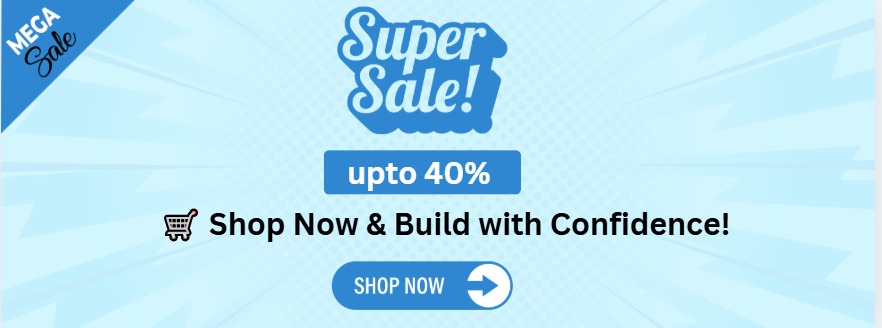 MEGA
Sale
Super
Sale!
upto 40%
Shop Now & Build with Confidence!
SHOP NOW